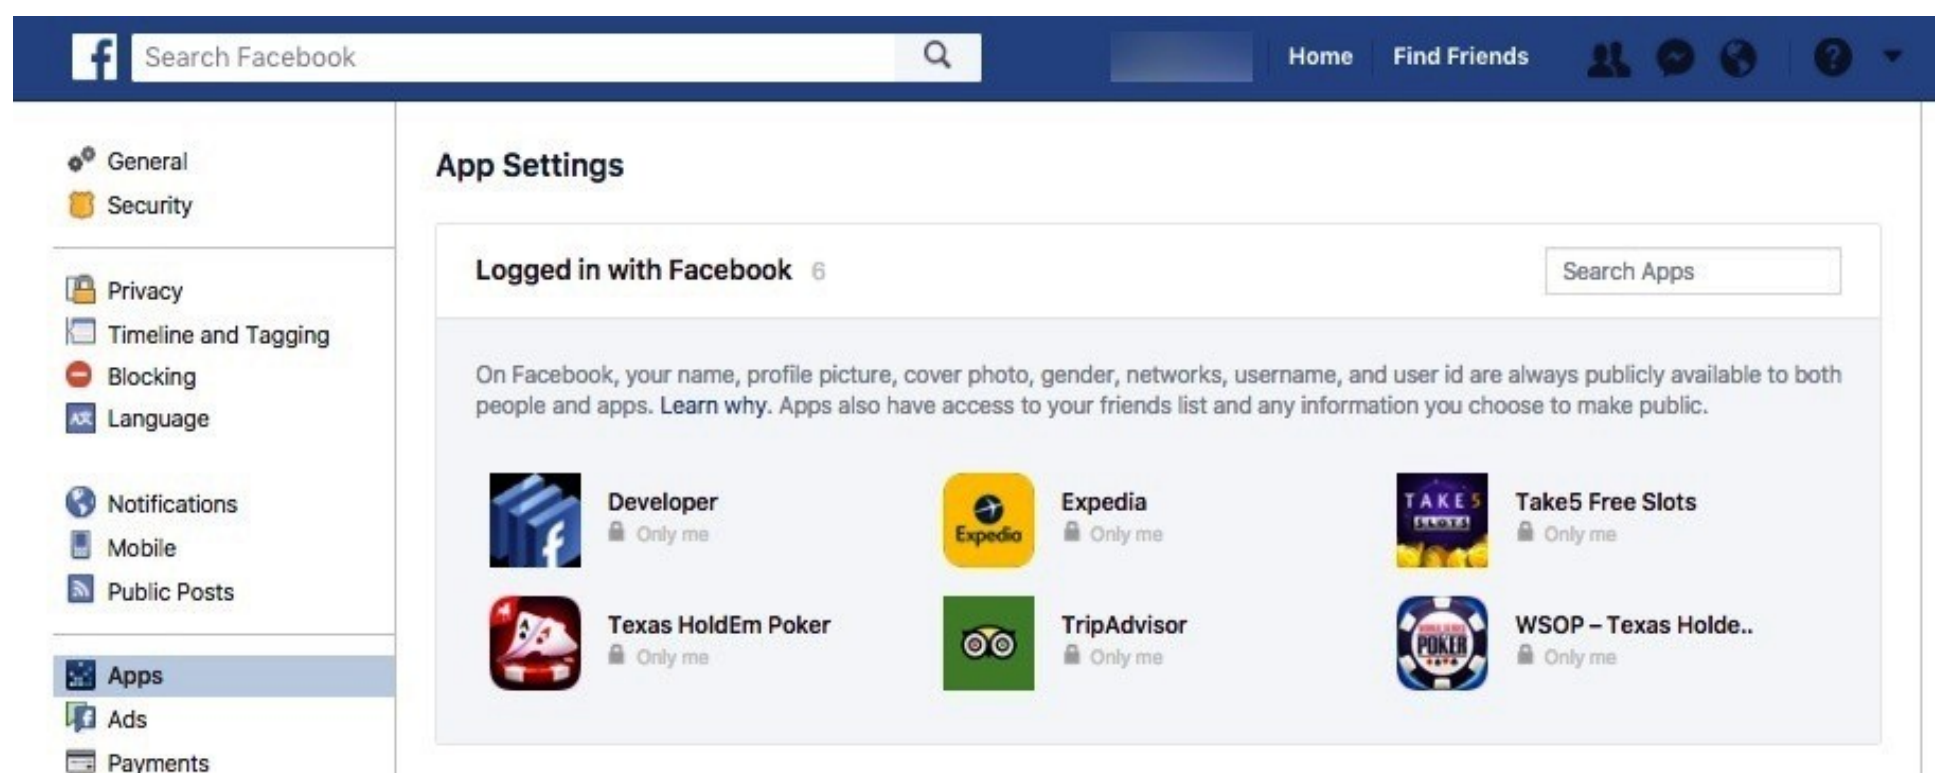 Search Facebook
Home
Find Friends
General
Security
Privacy
Timeline and Tagging
Blocking
Language
Notifications
Mobile
Public Posts
Apps
Ads
Payments
App Settings
Logged in with Facebook 6
Search Apps
On Facebook, your name, profile picture, cover photo, gender, networks, username, and user id are always publicly available to both
people and apps. Learn why. Apps also have access to your friends list and any information you choose to make public.
Developer
Only me
Expedia
Expedia
Only me
TAKE5
SLOTS
Take5 Free Slots
Only me
Texas HoldEm Poker
Only me
TripAdvisor
Only me
POKER
WSOP – Texas Holde..
Only me